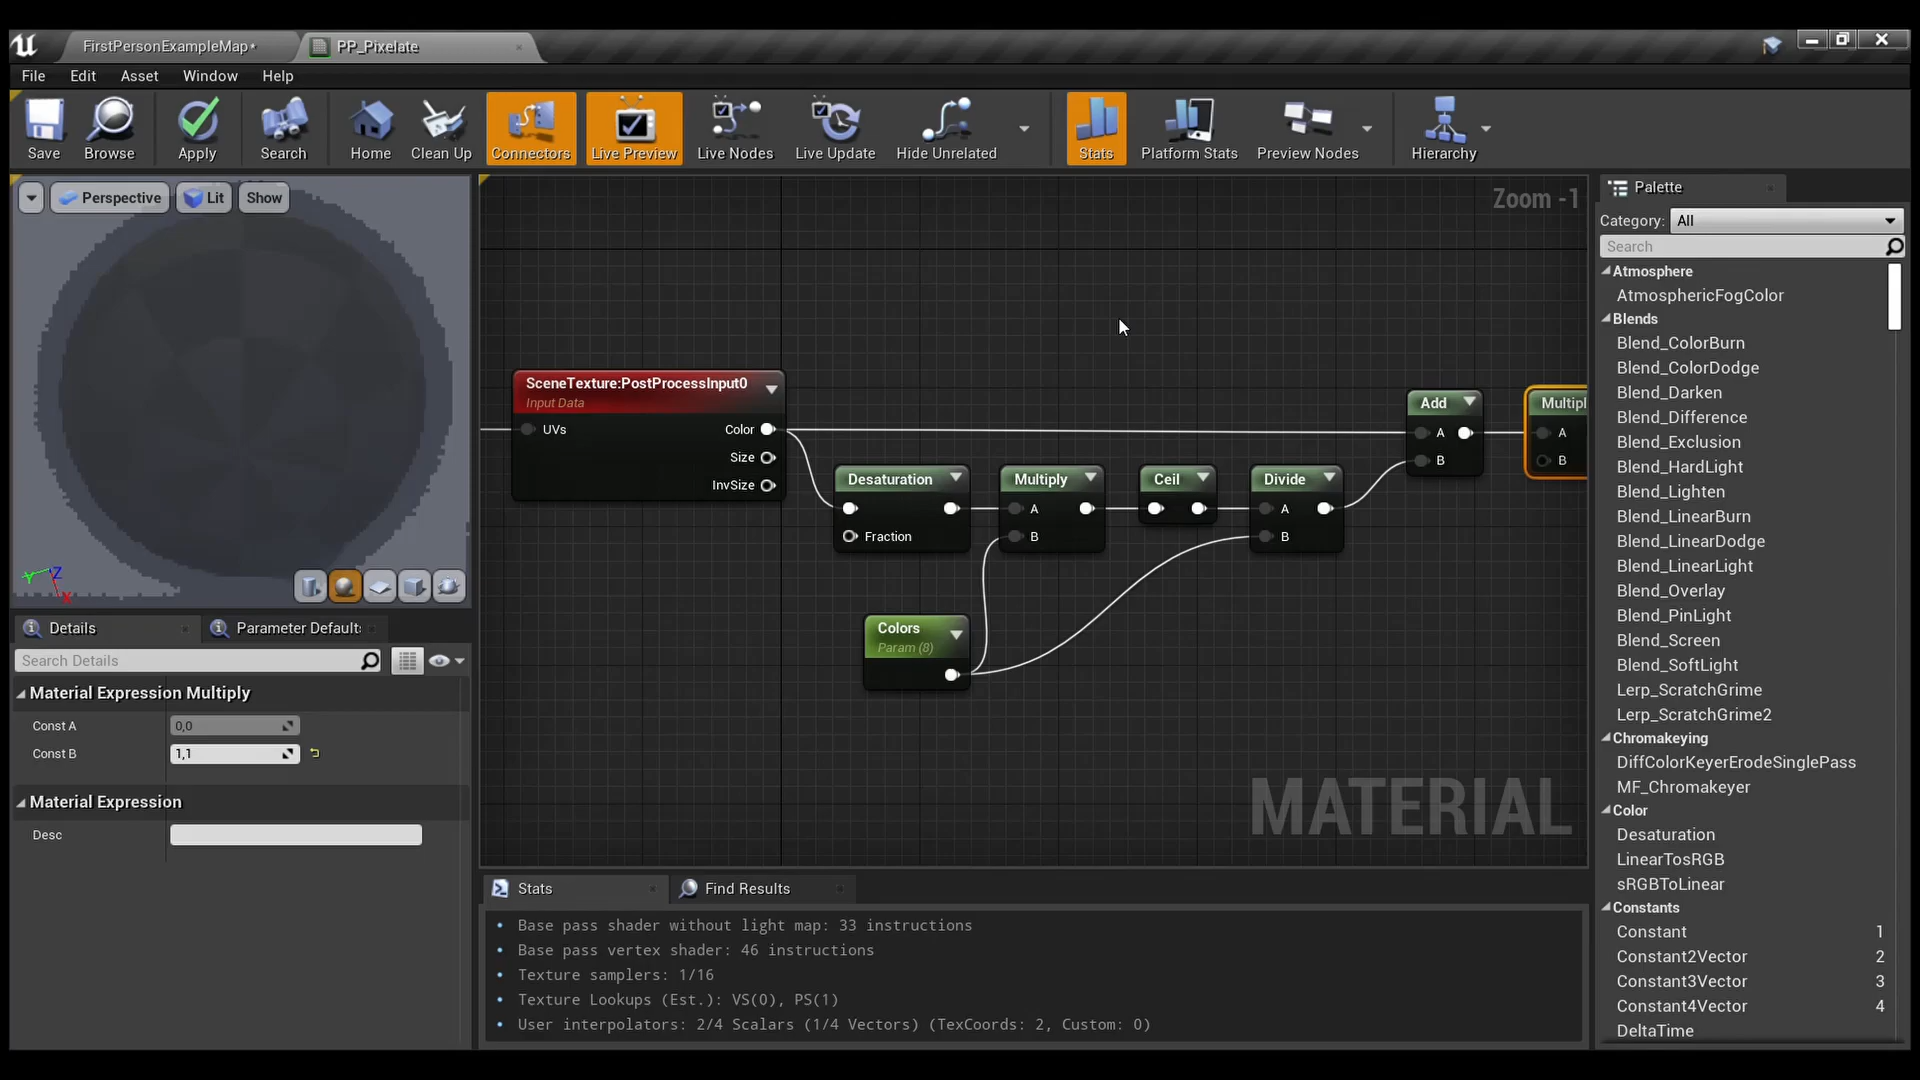 FirstPersonExampleMap*
PP_Pixelate
File Edit Asset Window Help
Save Browse Apply Search Home Clean Up Connectors Live Preview Live Nodes Live Update Hide Unrelated Stats Platform Stats Preview Nodes Hierarchy
Perspective Lit Show
Zoom -1
SceneTexture:PostProcessInput0
Input Data
UVs Color
Size
InvSize
Desaturation
Fraction
Multiply
A
B
Ceil
Divide
A
B
Add
A
B
Multipl
A
B
Colors
Param (8)
MATERIAL
Details
Parameter Default:
Search Details
Material Expression Multiply
Const A 0,0
Const B 1,1
Material Expression
Desc
Stats
Find Results
• Base pass shader without light map: 33 instructions
• Base pass vertex shader: 46 instructions
• Texture samplers: 1/16
• Texture Lookups (Est.): VS(0), PS(1)
• User interpolators: 2/4 Scalars (1/4 Vectors) (TexCoords: 2, Custom: 0)
Palette
Category: All
Search
Atmosphere
AtmosphericFogColor
Blends
Blend_ColorBurn
Blend_ColorDodge
Blend_Darken
Blend_Difference
Blend_Exclusion
Blend_HardLight
Blend_Lighten
Blend_LinearBurn
Blend_LinearDodge
Blend_LinearLight
Blend_Overlay
Blend_PinLight
Blend_Screen
Blend_SoftLight
Lerp_ScratchGrime
Lerp_ScratchGrime2
Chromakeying
DiffColorKeyerErodeSinglePass
MF_Chromakeyer
Color
Desaturation
LinearTosRGB
sRGBToLinear
Constants
Constant 1
Constant2Vector 2
Constant3Vector 3
Constant4Vector 4
DeltaTime
Y Z X